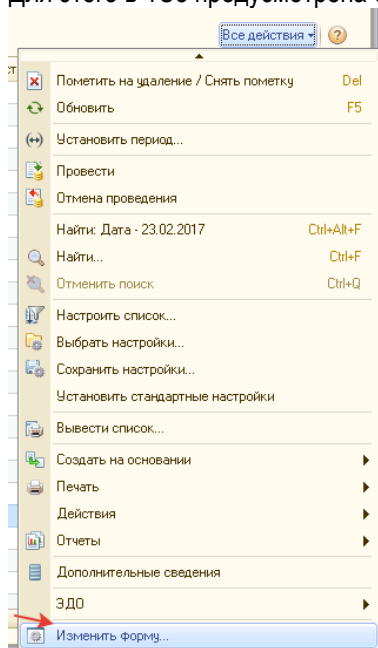 Для этого в 1С8 предусмотрена
Все действия
Пометить на удаление / Снять пометку Del
Обновить F5
Установить период...
Провести
Отмена проведения
Найти: Дата - 23.02.2017 Ctrl+Alt+F
Найти... Ctrl+F
Отменить поиск Ctrl+Q
Настроить список...
Выбрать настройки...
Сохранить настройки...
Установить стандартные настройки
Вывести список...
Создать на основании
Печать
Действия
Отчеты
Дополнительные сведения
ЭДО
Изменить форму...